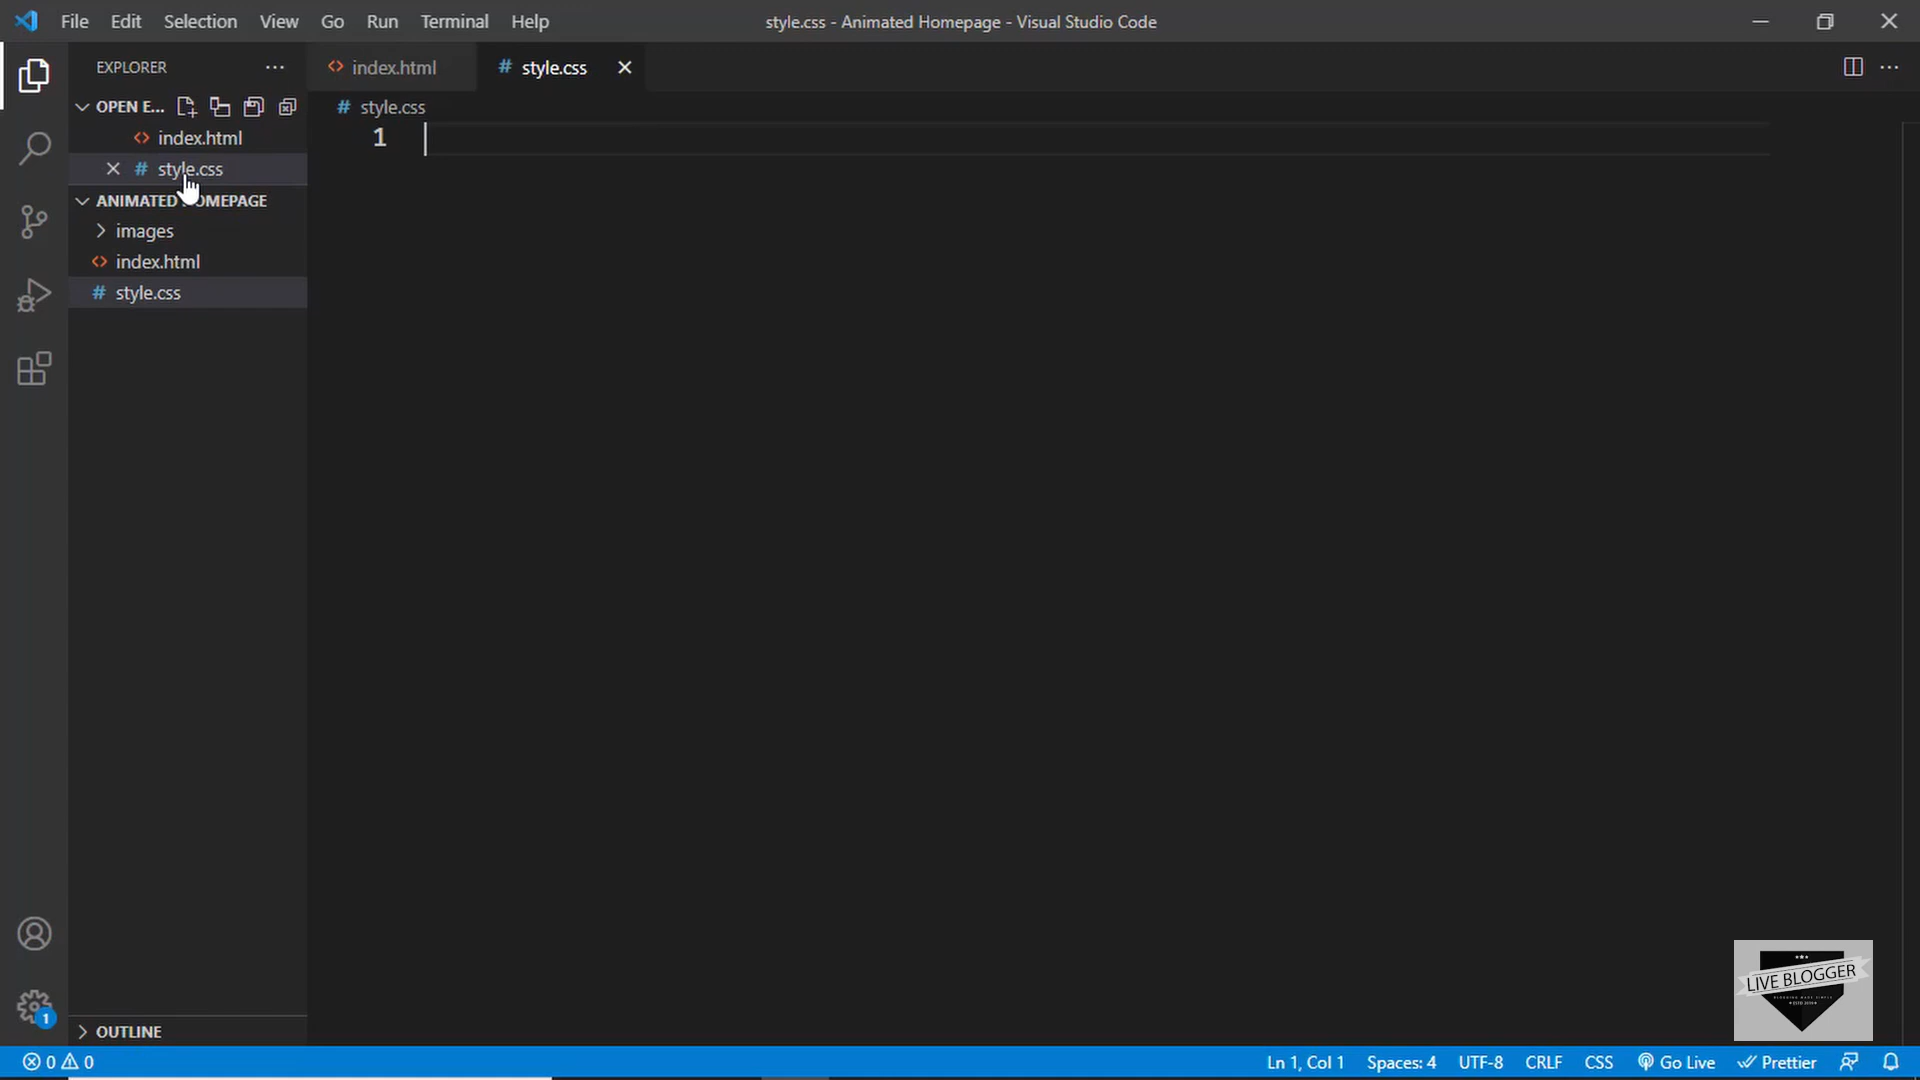 File Edit Selection View Go Run Terminal Help
style.css - Animated Homepage - Visual Studio Code
EXPLORER
index.html
style.css
OPEN E...
style.css
index.html
1
style.css
ANIMATED HOMEPAGE
images
index.html
style.css
LIVE BLOGGER
1
OUTLINE
0 0
Ln 1, Col 1 Spaces: 4 UTF-8 CRLF CSS Go Live Prettier